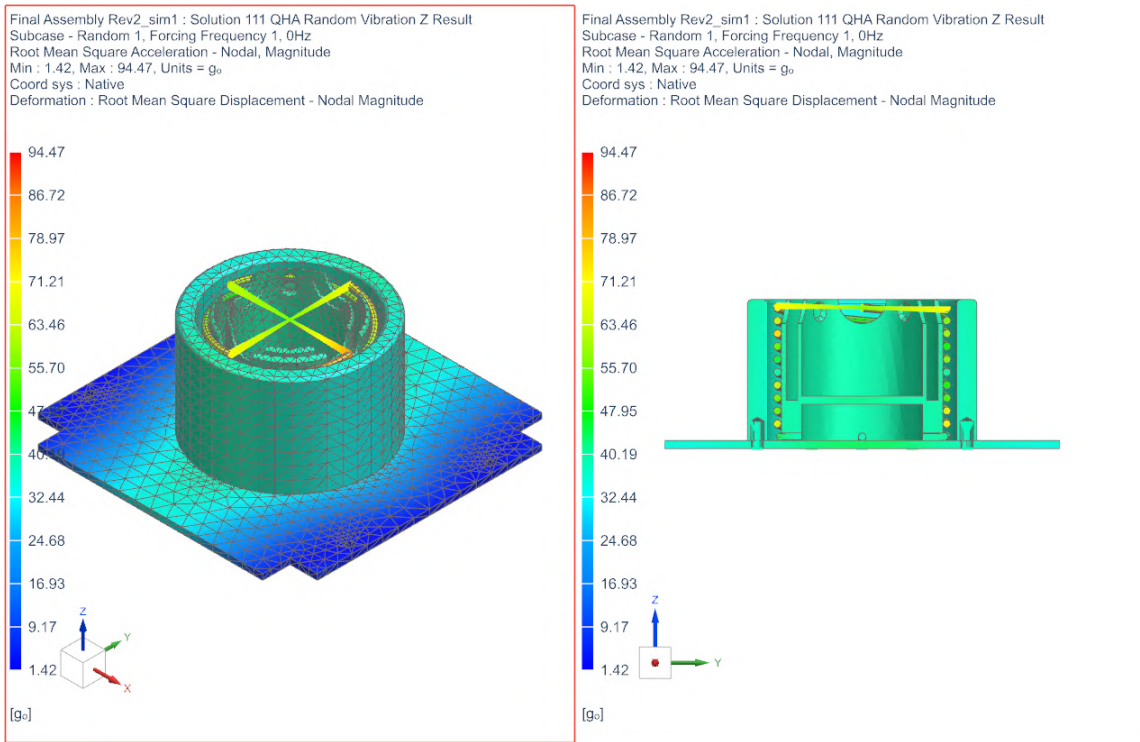 Final Assembly Rev2_sim1 : Solution 111 QHA Random Vibration Z Result
Subcase - Random 1, Forcing Frequency 1, 0Hz
Root Mean Square Acceleration - Nodal, Magnitude
Min : 1.42, Max : 94.47, Units = g₀
Coord sys : Native
Deformation : Root Mean Square Displacement - Nodal Magnitude
94.47
86.72
78.97
71.21
63.46
55.70
47
40.19
32.44
24.68
16.93
9.17
1.42
[g₀]
Z
Y
X
Final Assembly Rev2_sim1 : Solution 111 QHA Random Vibration Z Result
Subcase - Random 1, Forcing Frequency 1, 0Hz
Root Mean Square Acceleration - Nodal, Magnitude
Min : 1.42, Max : 94.47, Units = g₀
Coord sys : Native
Deformation : Root Mean Square Displacement - Nodal Magnitude
94.47
86.72
78.97
71.21
63.46
55.70
47.95
40.19
32.44
24.68
16.93
9.17
1.42
[g₀]
Z
Y